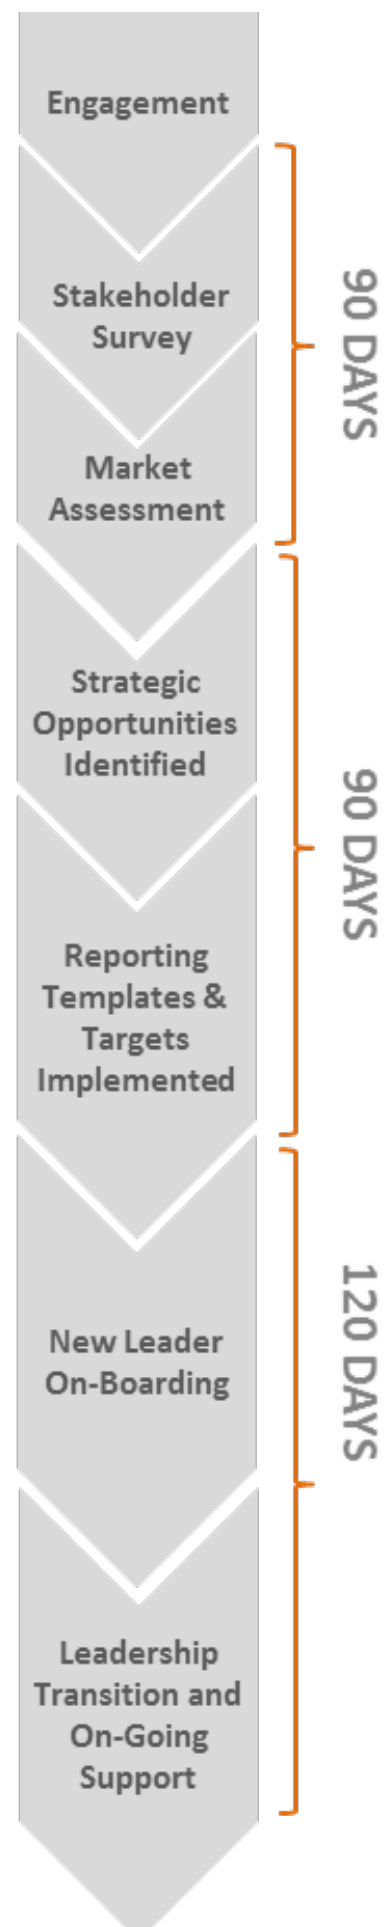 Engagement
Stakeholder
Survey
Market
Assessment
90 DAYS
Strategic
Opportunities
Identified
Reporting
Templates &
Targets
Implemented
90 DAYS
New Leader
On-Boarding
Leadership
Transition and
On-Going
Support
120 DAYS